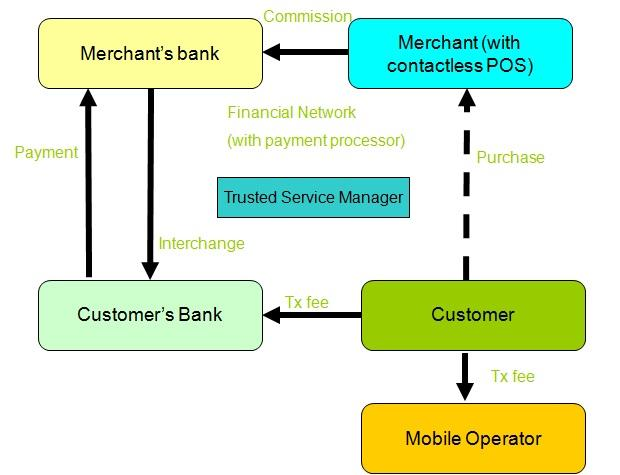 Commission
Merchant's bank
Merchant (with
contactless POS)
Financial Network
(with payment processor)
Payment
Purchase
Trusted Service Manager
Interchange
Customer's Bank
Tx fee
Customer
Tx fee
Mobile Operator